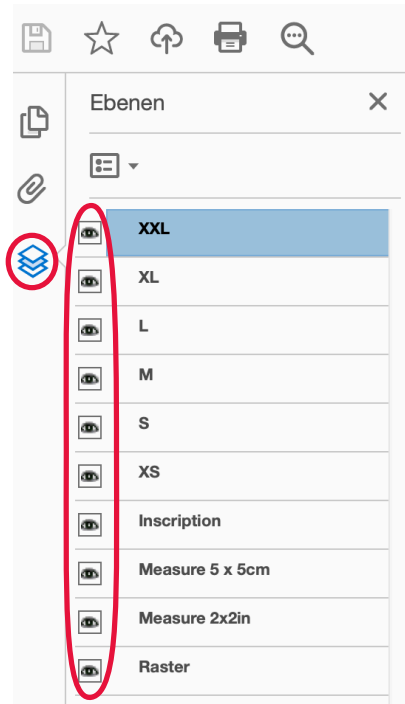 Ebenen
XXL
XL
L
M
S
XS
Inscription
Measure 5 x 5cm
Measure 2x2in
Raster